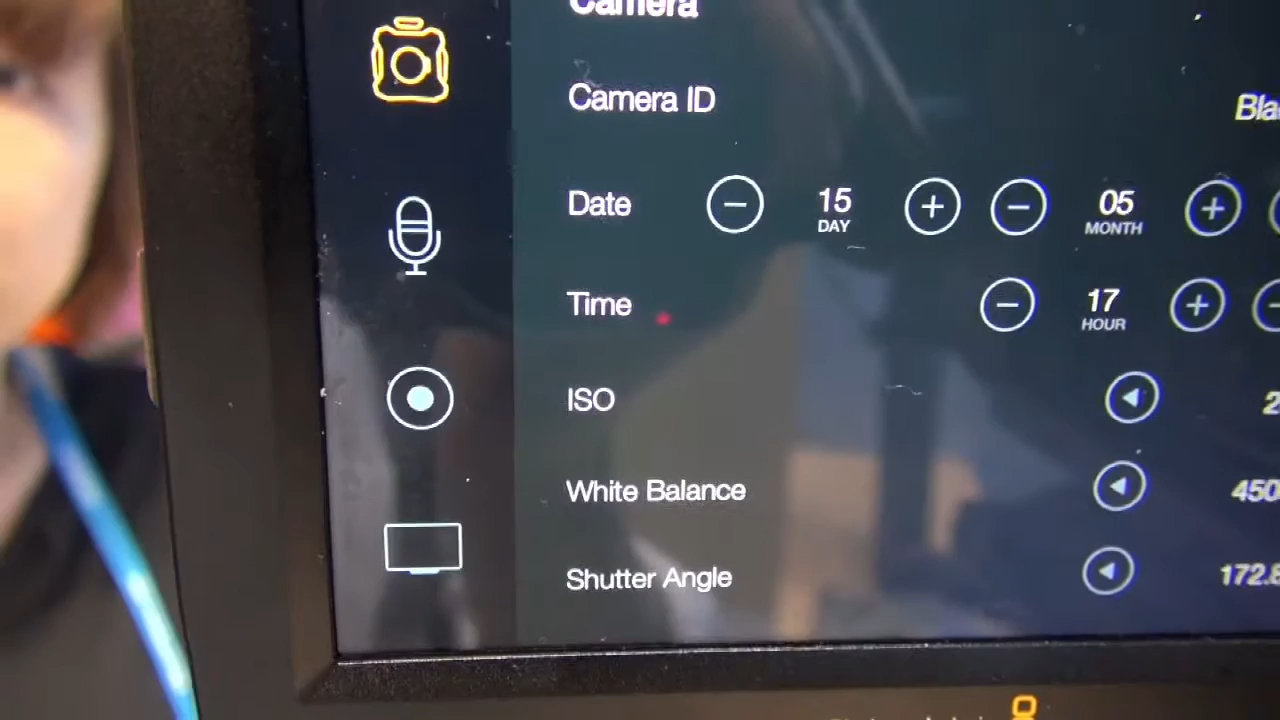 Camera
Camera ID
Date 15 DAY 05 MONTH
Time 17 HOUR
ISO
White Balance
Shutter Angle